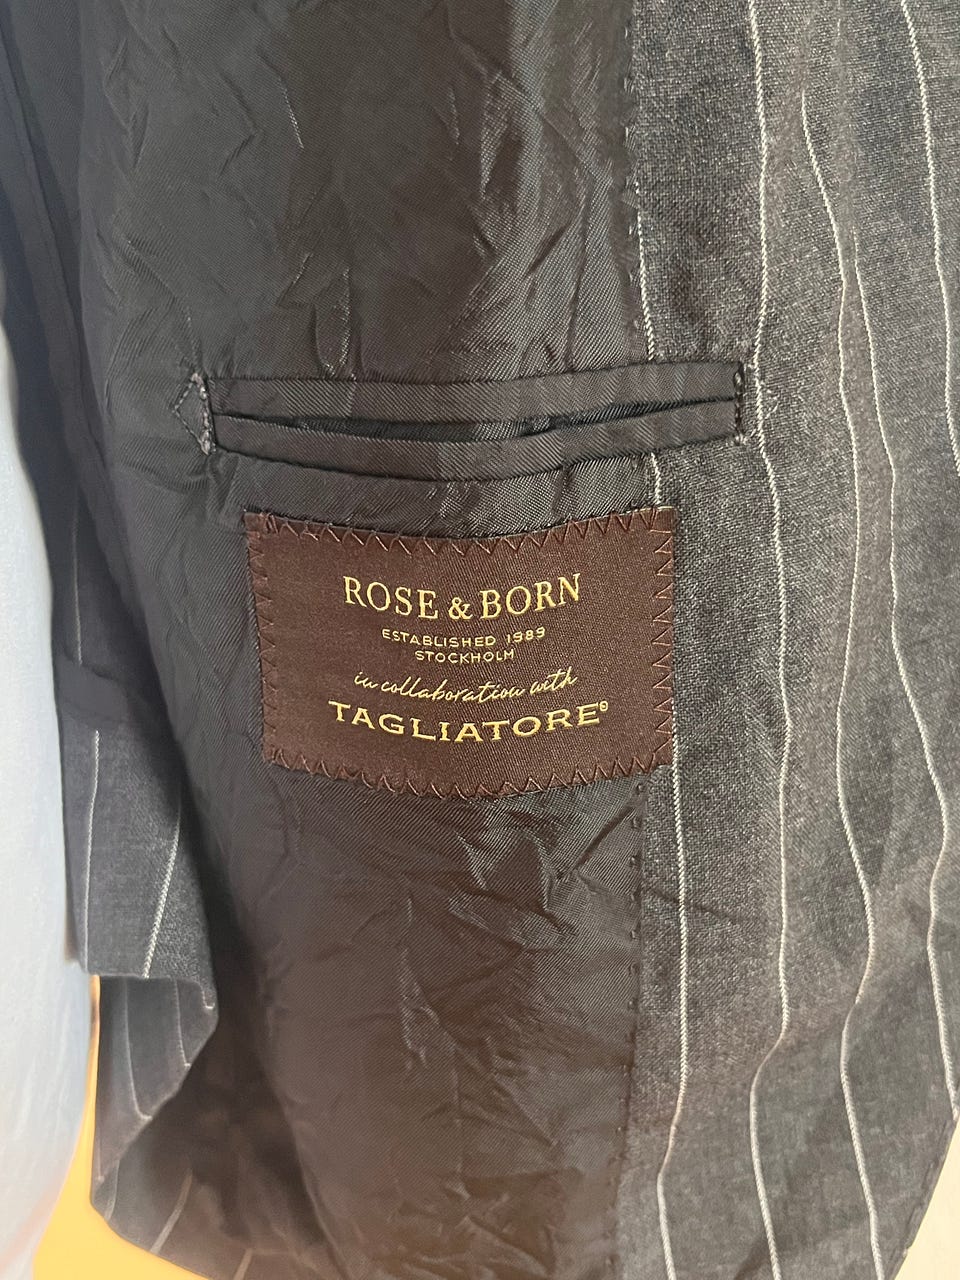 ROSE & BORN
ESTABLISHED 1989
STOCKHOLM
in collaboration with
TAGLIATORE®